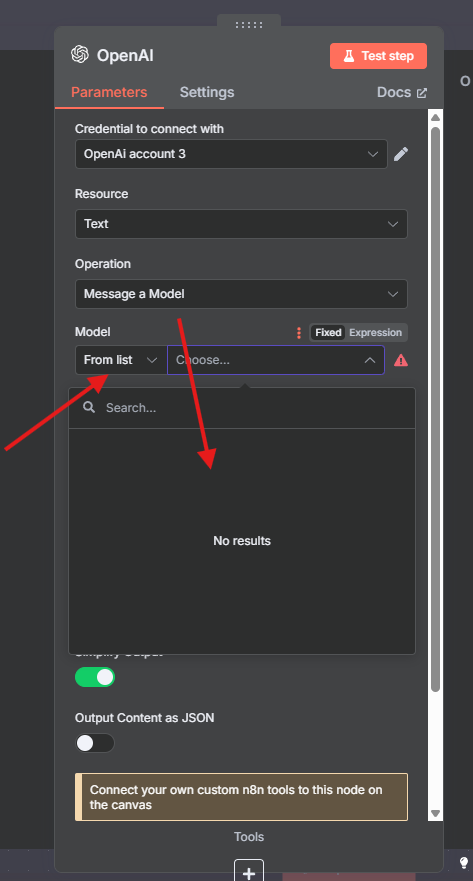 OpenAI
Test step
Parameters
Settings
Docs
Credential to connect with
OpenAi account 3
Resource
Text
Operation
Message a Model
Model
Fixed
Expression
From list
Choose...
Search...
No results
Simplify Output
Output Content as JSON
Connect your own custom n8n tools to this node on
the canvas
Tools